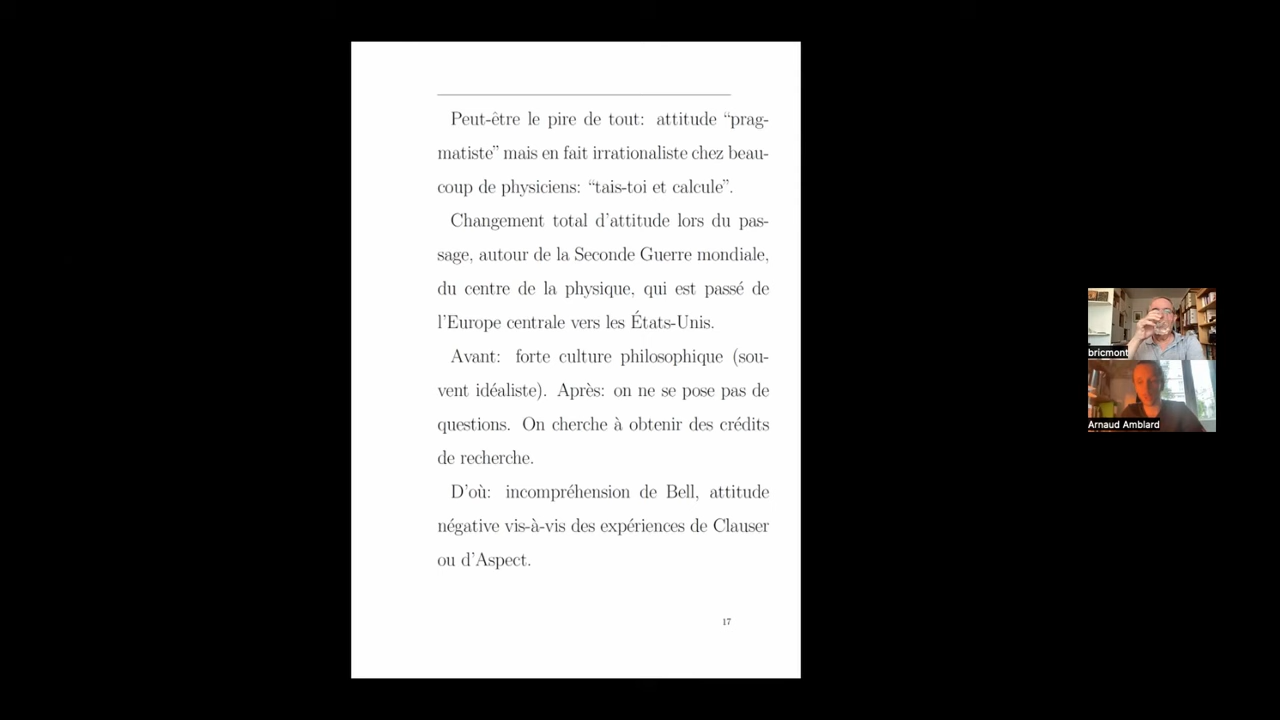 Peut-être le pire de tout: attitude “prag-
matiste” mais en fait irrationaliste chez beau-
coup de physiciens: “tais-toi et calcule”.
Changement total d’attitude lors du pas-
sage, autour de la Seconde Guerre mondiale,
du centre de la physique, qui est passé de
l’Europe centrale vers les États-Unis.
Avant: forte culture philosophique (sou-
vent idéaliste). Après: on ne se pose pas de
questions. On cherche à obtenir des crédits
de recherche.
D’où: incompréhension de Bell, attitude
négative vis-à-vis des expériences de Clauser
ou d’Aspect.
17
bricmont
Arnaud Amblard